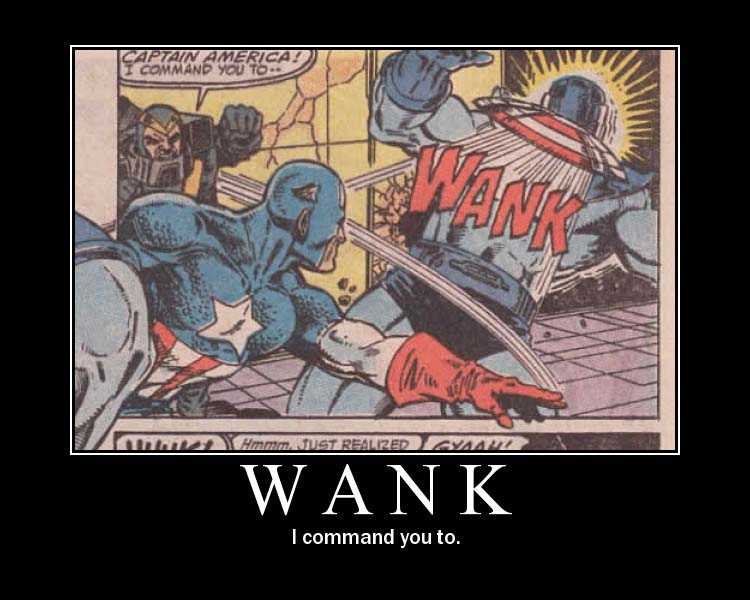 CAPTAIN AMERICA!
I COMMAND YOU TO--
WANK
Hmmm. JUST REALIZED
GYAAH!
WANK
I command you to.